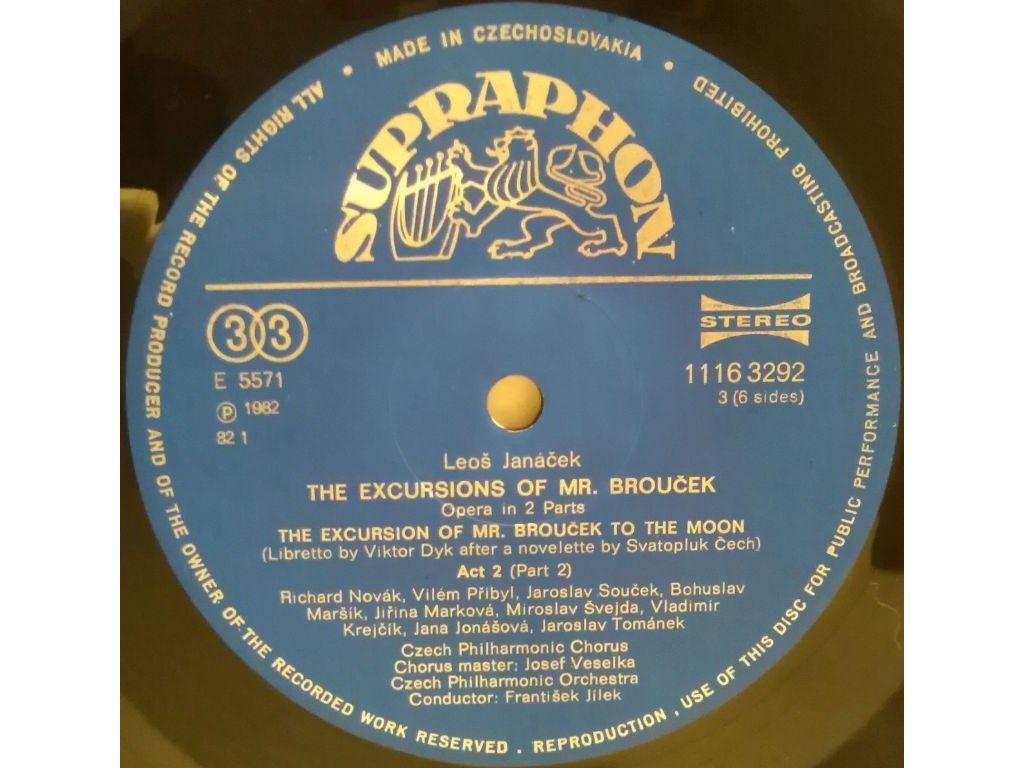 MADE IN CZECHOSLOVAKIA •
ALL RIGHTS OF THE RECORD PRODUCER AND OF THE OWNER OF THE RECORDED WORK RESERVED . REPRODUCTION , USE OF THIS DISC FOR PUBLIC PERFORMANCE AND BROADCASTING PROHIBITED •
SUPRAPHON
33
STEREO
E 5571
1116 3292
℗ 1982
3 (6 sides)
82 1
Leoš Janáček
THE EXCURSIONS OF MR. BROUČEK
Opera in 2 Parts
THE EXCURSION OF MR. BROUČEK TO THE MOON
(Libretto by Viktor Dyk after a novelette by Svatopluk Čech)
Act 2 (Part 2)
Richard Novák, Vilém Přibyl, Jaroslav Souček, Bohuslav
Maršík, Jiřina Marková, Miroslav Švejda, Vladimír
Krejčík, Jana Jonášová, Jaroslav Tománek
Czech Philharmonic Chorus
Chorus master: Josef Veselka
Czech Philharmonic Orchestra
Conductor: František Jílek